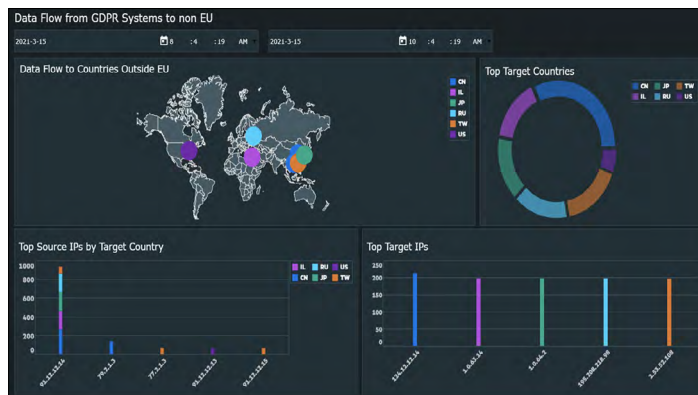 Data Flow from GDPR Systems to non EU
2021-3-15 8 :4 :19 AM 2021-3-15 10 :4 :19 AM
Data Flow to Countries Outside EU
CN
IL
JP
RU
TW
US
Top Target Countries
CN JP TW
IL RU US
Top Source IPs by Target Country
IL RU US
CN JP TW
1000
800
600
400
200
0
Top Target IPs
250
200
150
100
50
0